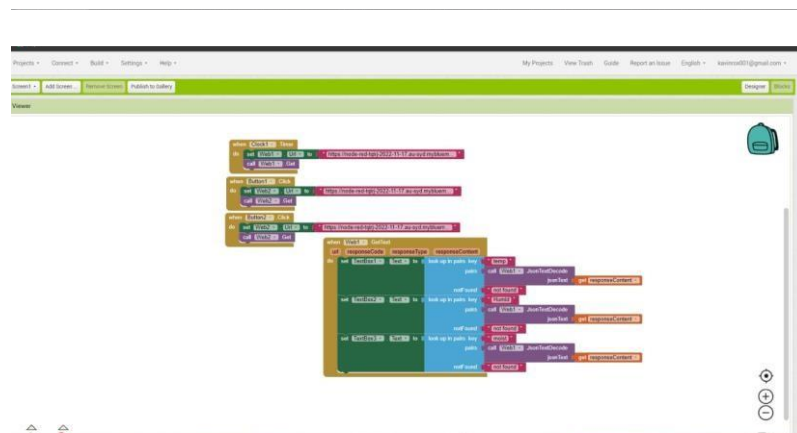 Projects Connect Build Settings Help My Projects View Trash Guide Report an Issue English
Screen1 Add Screen ... Remove Screen Publish to Gallery Designer Blocks
Viewer
when Clock1 Timer
do set Web1 Url to
call Web1 Get
when Button1 Click
do set Web2 Url to
call Web2 Get
when Button2 Click
do set Web2 Url to
call Web2 Get
when Web1 GotText
url responseCode responseType responseContent
do set TextBox1 Text to look up in pairs key temp
pairs call Web1 JsonTextDecode
jsonText get responseContent
notFound not found
set TextBox2 Text to look up in pairs key
pairs call Web1 JsonTextDecode
jsonText get responseContent
notFound not found
set TextBox3 Text to look up in pairs key
pairs call Web1 JsonTextDecode
jsonText get responseContent
notFound not found